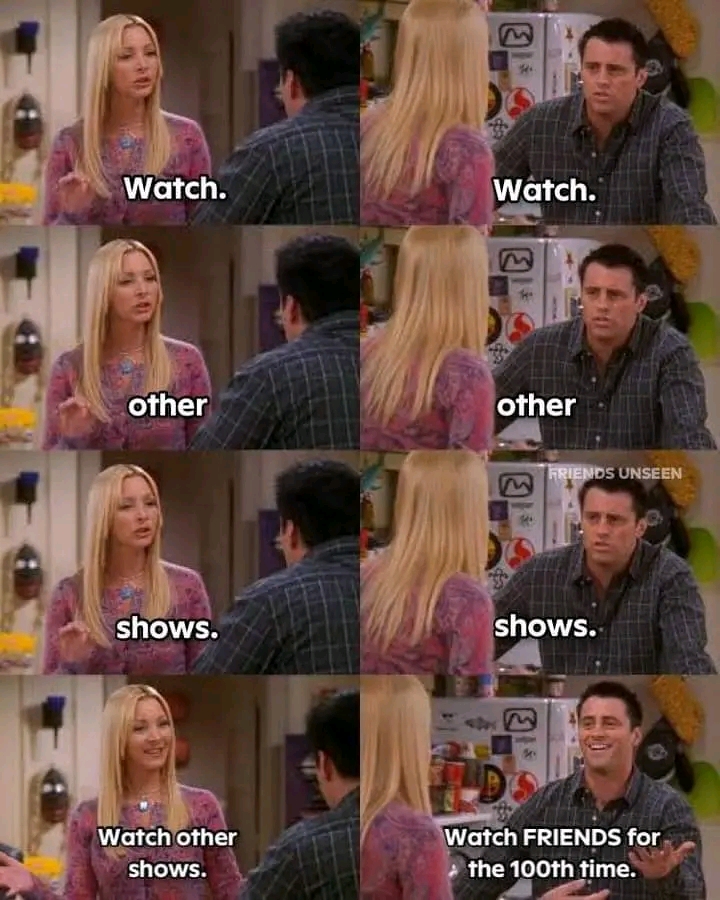 Watch.
Watch.
other
other
FRIENDS UNSEEN
shows.
shows.
Watch other
shows.
Watch FRIENDS for
the 100th time.